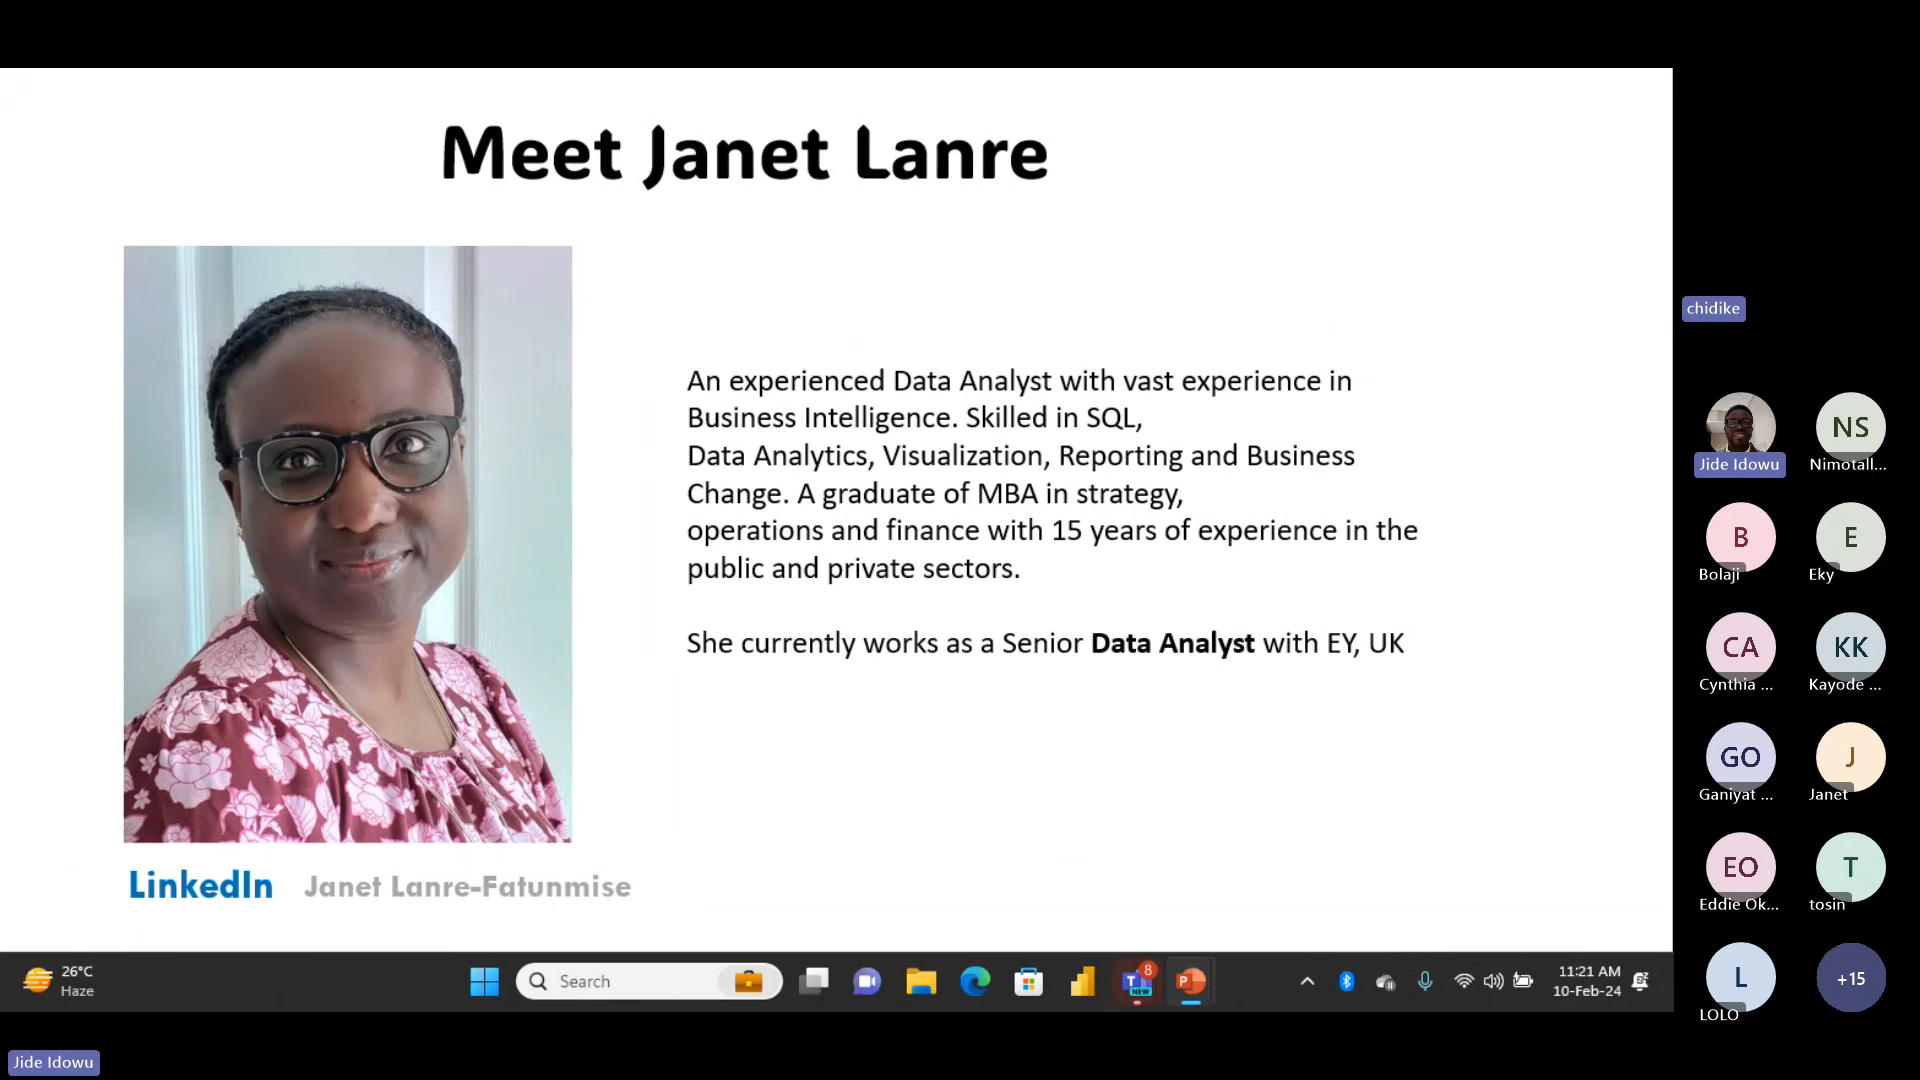 Meet Janet Lanre
An experienced Data Analyst with vast experience in
Business Intelligence. Skilled in SQL,
Data Analytics, Visualization, Reporting and Business
Change. A graduate of MBA in strategy,
operations and finance with 15 years of experience in the
public and private sectors.
She currently works as a Senior Data Analyst with EY, UK
LinkedIn Janet Lanre-Fatunmise
chidike
Jide Idowu
NS
Nimotall...
B
Bolaji
E
Eky
CA
Cynthia ...
KK
Kayode ...
GO
Ganiyat ...
J
Janet
EO
Eddie Ok...
T
tosin
L
LOLO
+15
26°C
Haze
Search
8
NEW
11:21 AM
10-Feb-24
Jide Idowu